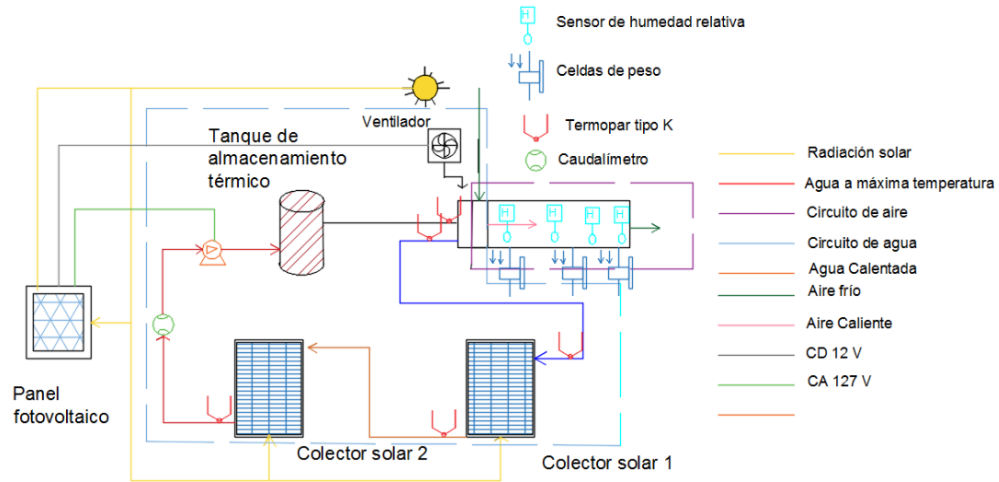 Sensor de humedad relativa
Celdas de peso
Termopar tipo K
Caudalímetro
Ventilador
Tanque de
almacenamiento
térmico
H
H
H
H
H
Radiación solar
Agua a máxima temperatura
Circuito de aire
Circuito de agua
Agua Calentada
Aire frío
Aire Caliente
CD 12 V
CA 127 V
Panel
fotovoltaico
Colector solar 2
Colector solar 1